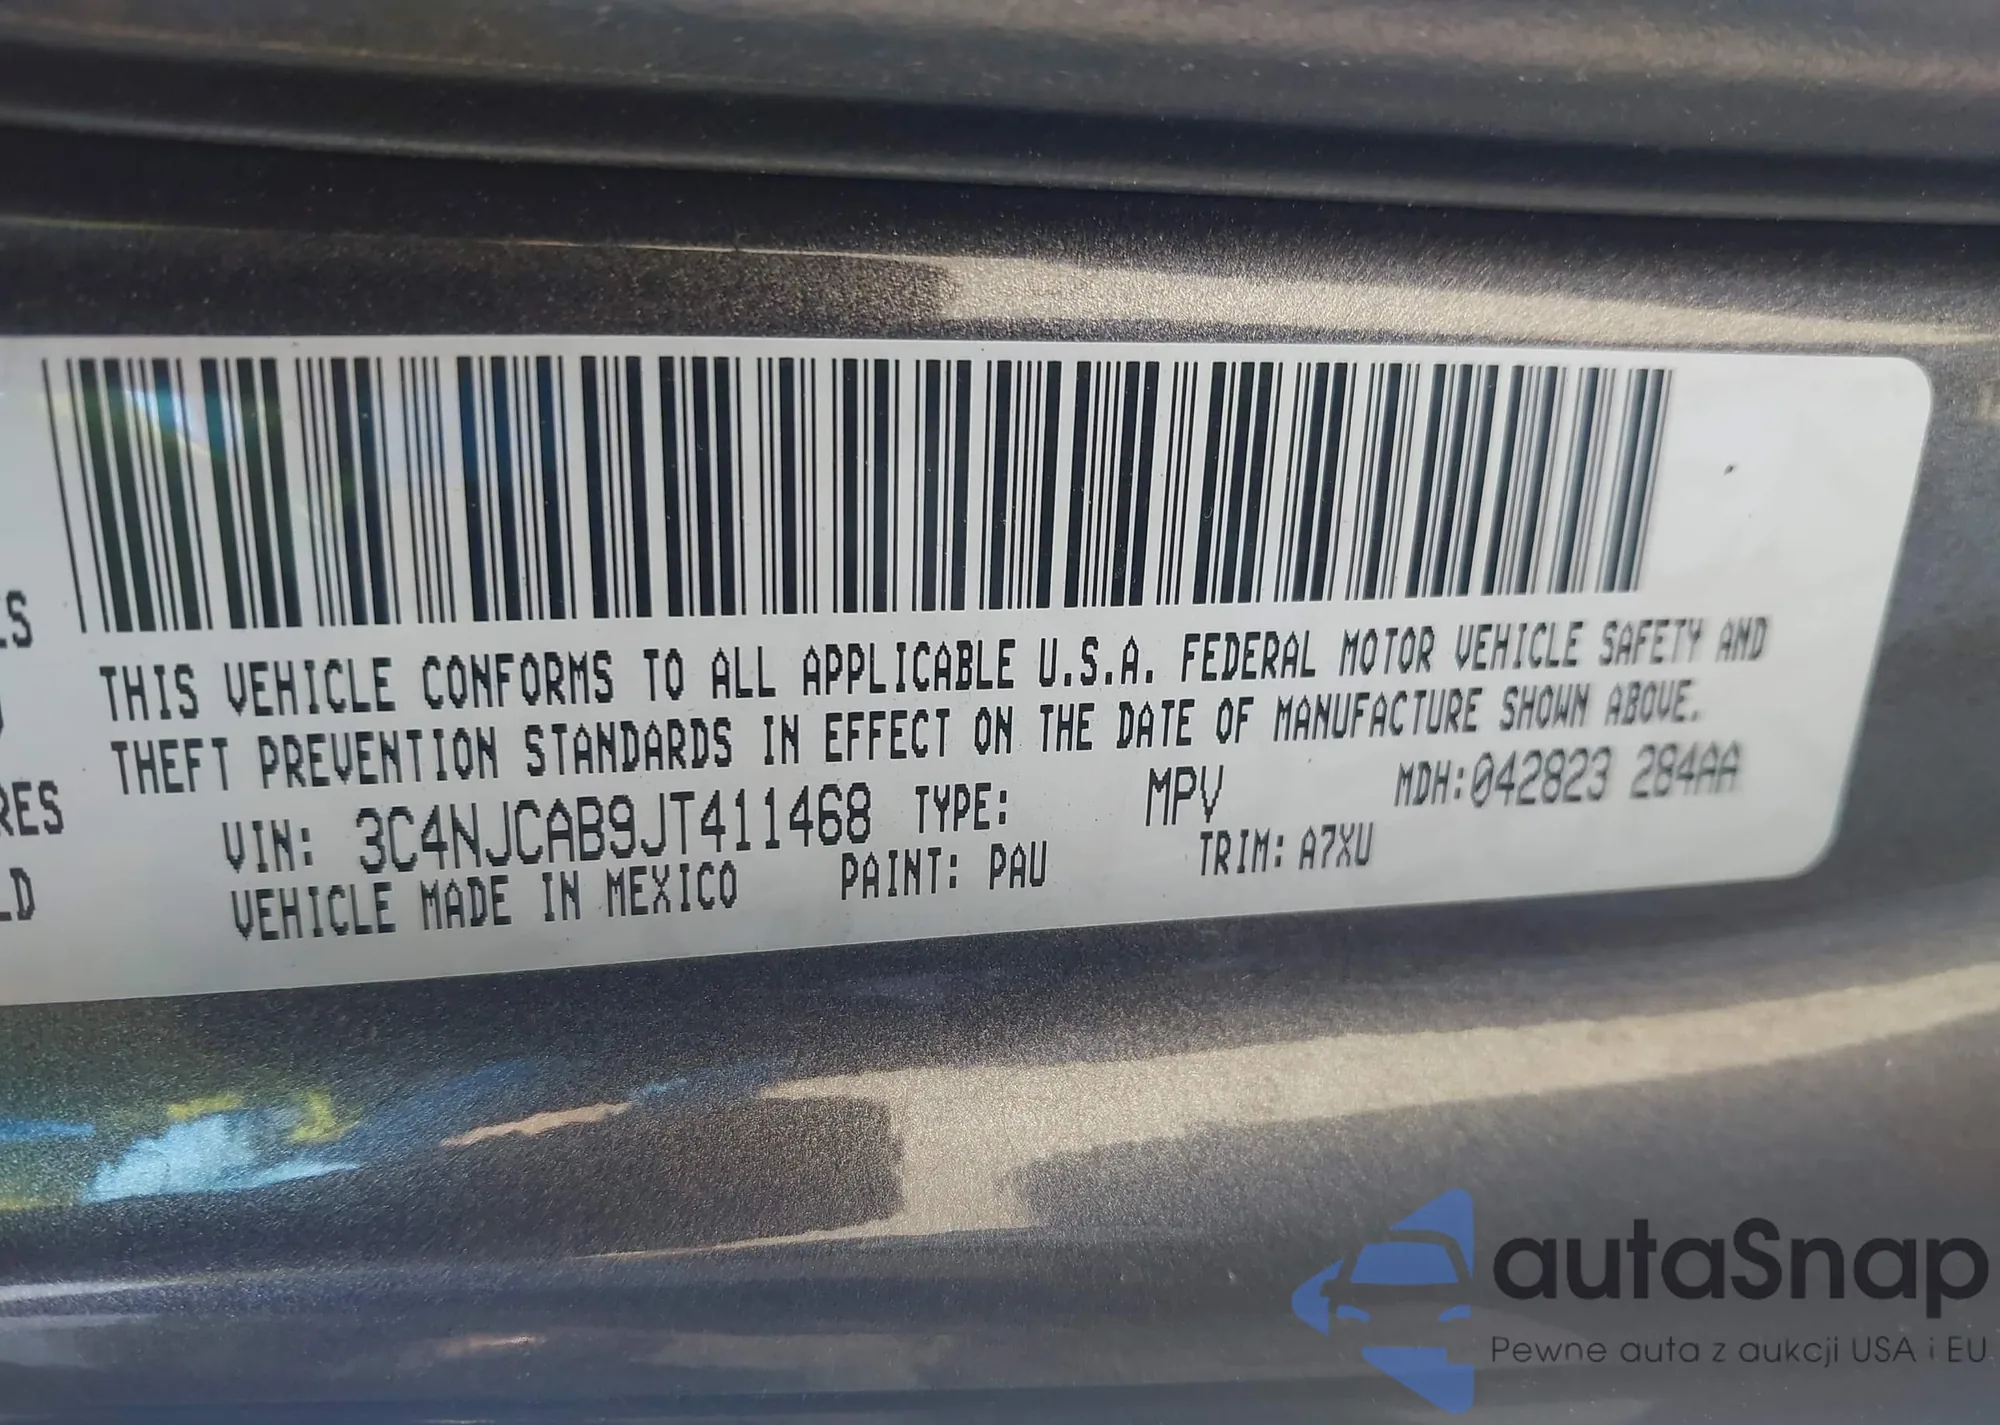 THIS VEHICLE CONFORMS TO ALL APPLICABLE U.S.A. FEDERAL MOTOR VEHICLE SAFETY AND
THEFT PREVENTION STANDARDS IN EFFECT ON THE DATE OF MANUFACTURE SHOWN ABOVE.
VIN: 3C4NJCAB9JT411468 TYPE: MPV MDH:042823 284AA
VEHICLE MADE IN MEXICO PAINT: PAU TRIM: A7XU
RES
LD
autaSnap
Pewne auta z aukcji USA i EU